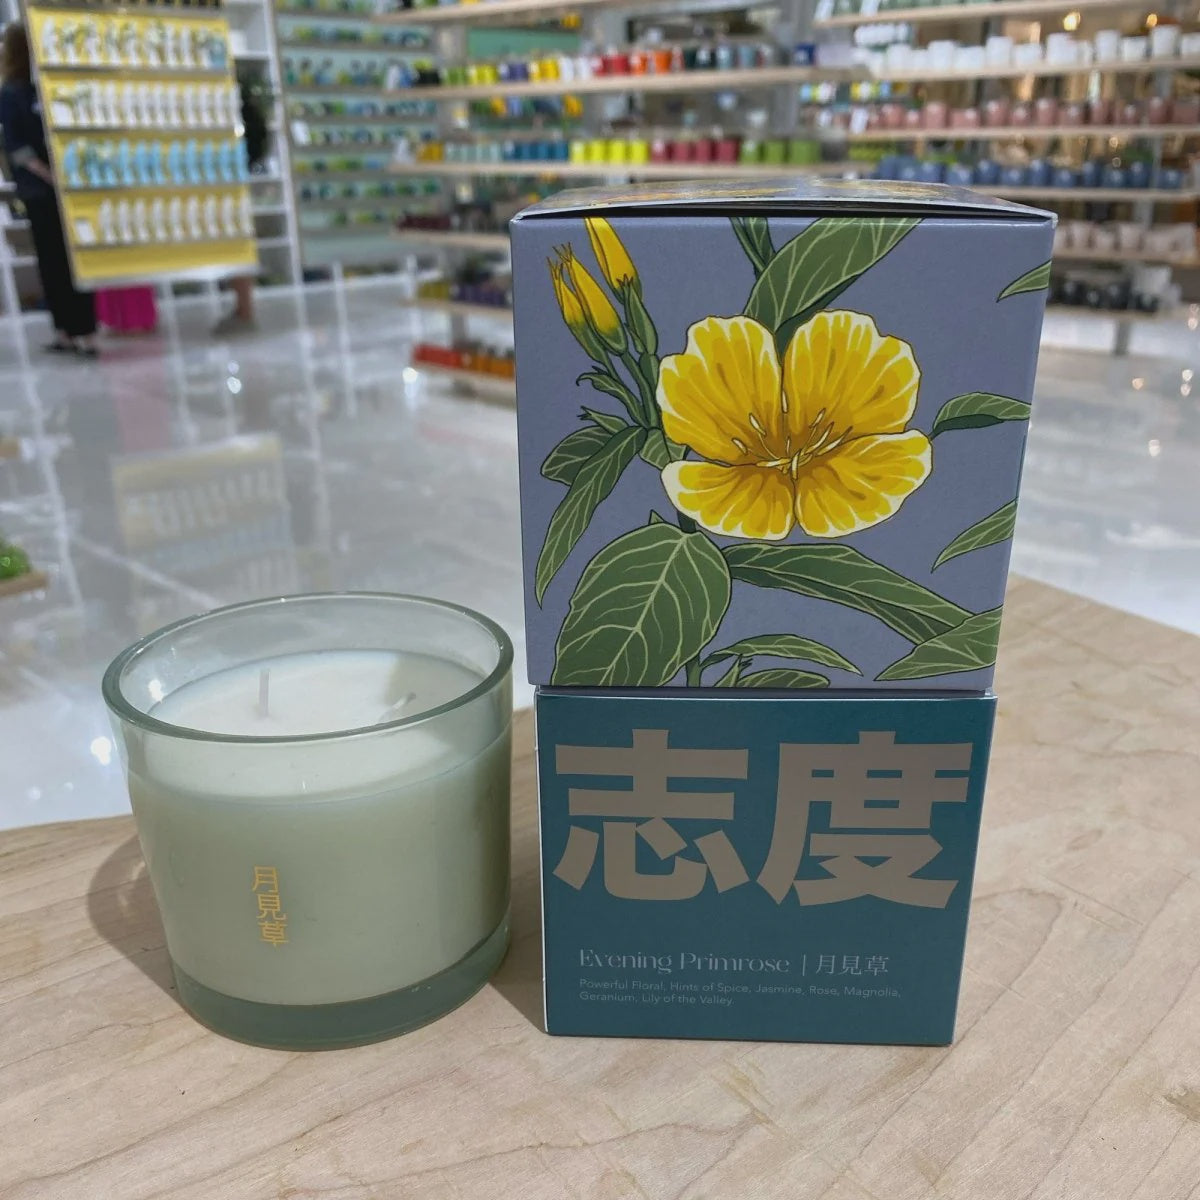 志度
Evening Primrose | 月見草
Powerful Floral, Hints of Spice, Jasmine, Rose, Magnolia,
Geranium, Lily of the Valley
月見草